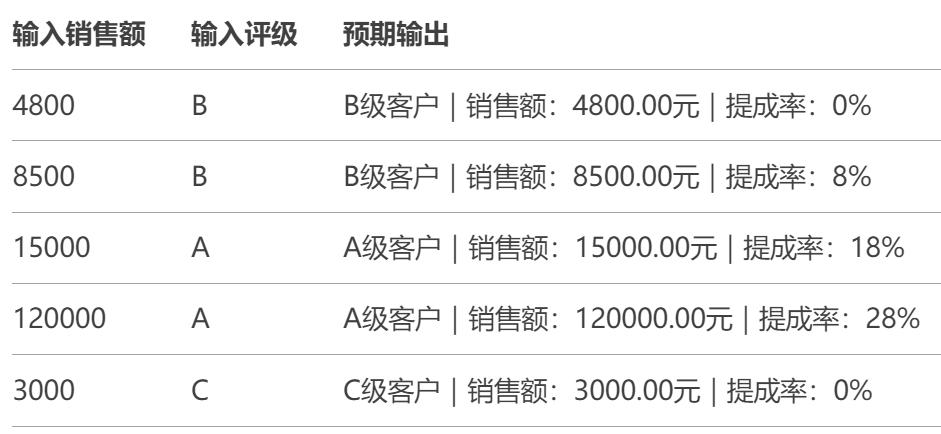 输入销售额 输入评级 预期输出
4800 B B级客户 | 销售额：4800.00元 | 提成率：0%
8500 B B级客户 | 销售额：8500.00元 | 提成率：8%
15000 A A级客户 | 销售额：15000.00元 | 提成率：18%
120000 A A级客户 | 销售额：120000.00元 | 提成率：28%
3000 C C级客户 | 销售额：3000.00元 | 提成率：0%